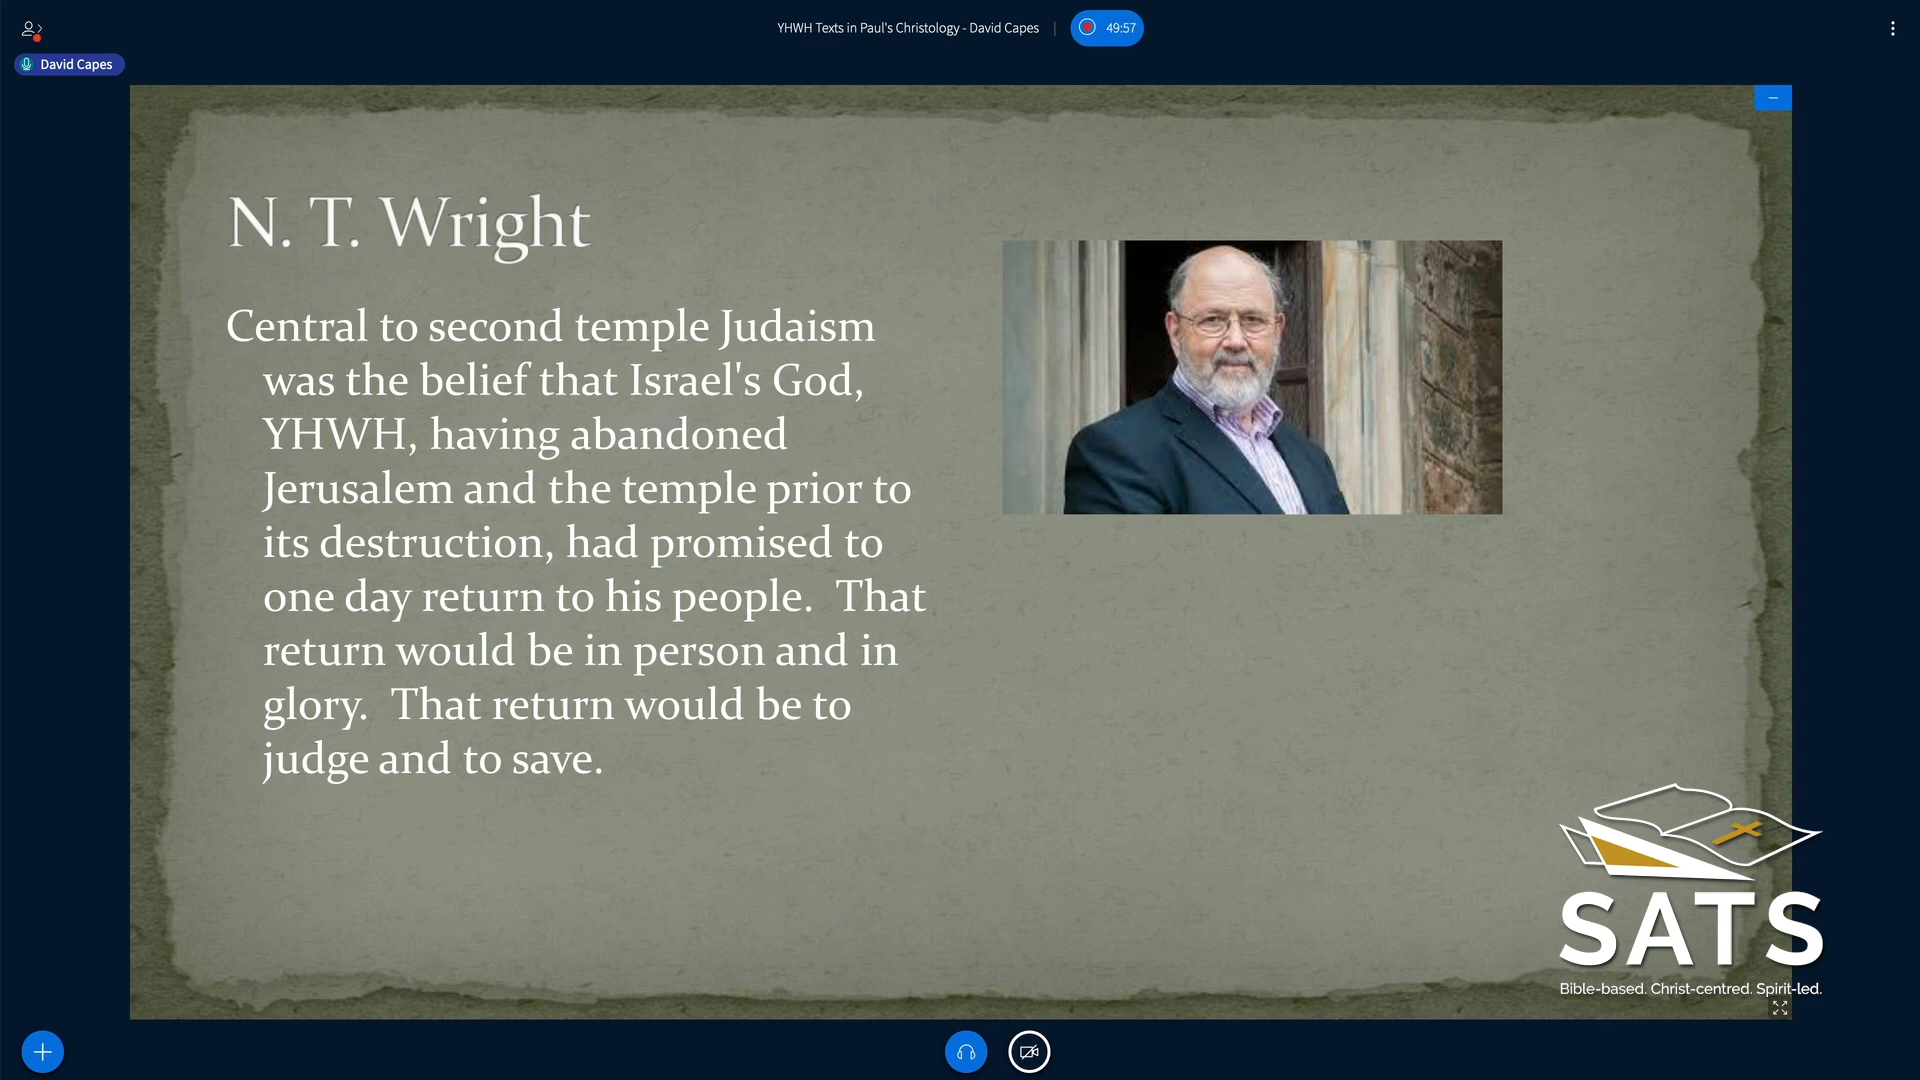 YHWH Texts in Paul's Christology - David Capes | 49:57
David Capes
N. T. Wright
Central to second temple Judaism
was the belief that Israel's God,
YHWH, having abandoned
Jerusalem and the temple prior to
its destruction, had promised to
one day return to his people.  That
return would be in person and in
glory.  That return would be to
judge and to save.
SATS
Bible-based. Christ-centred. Spirit-led.